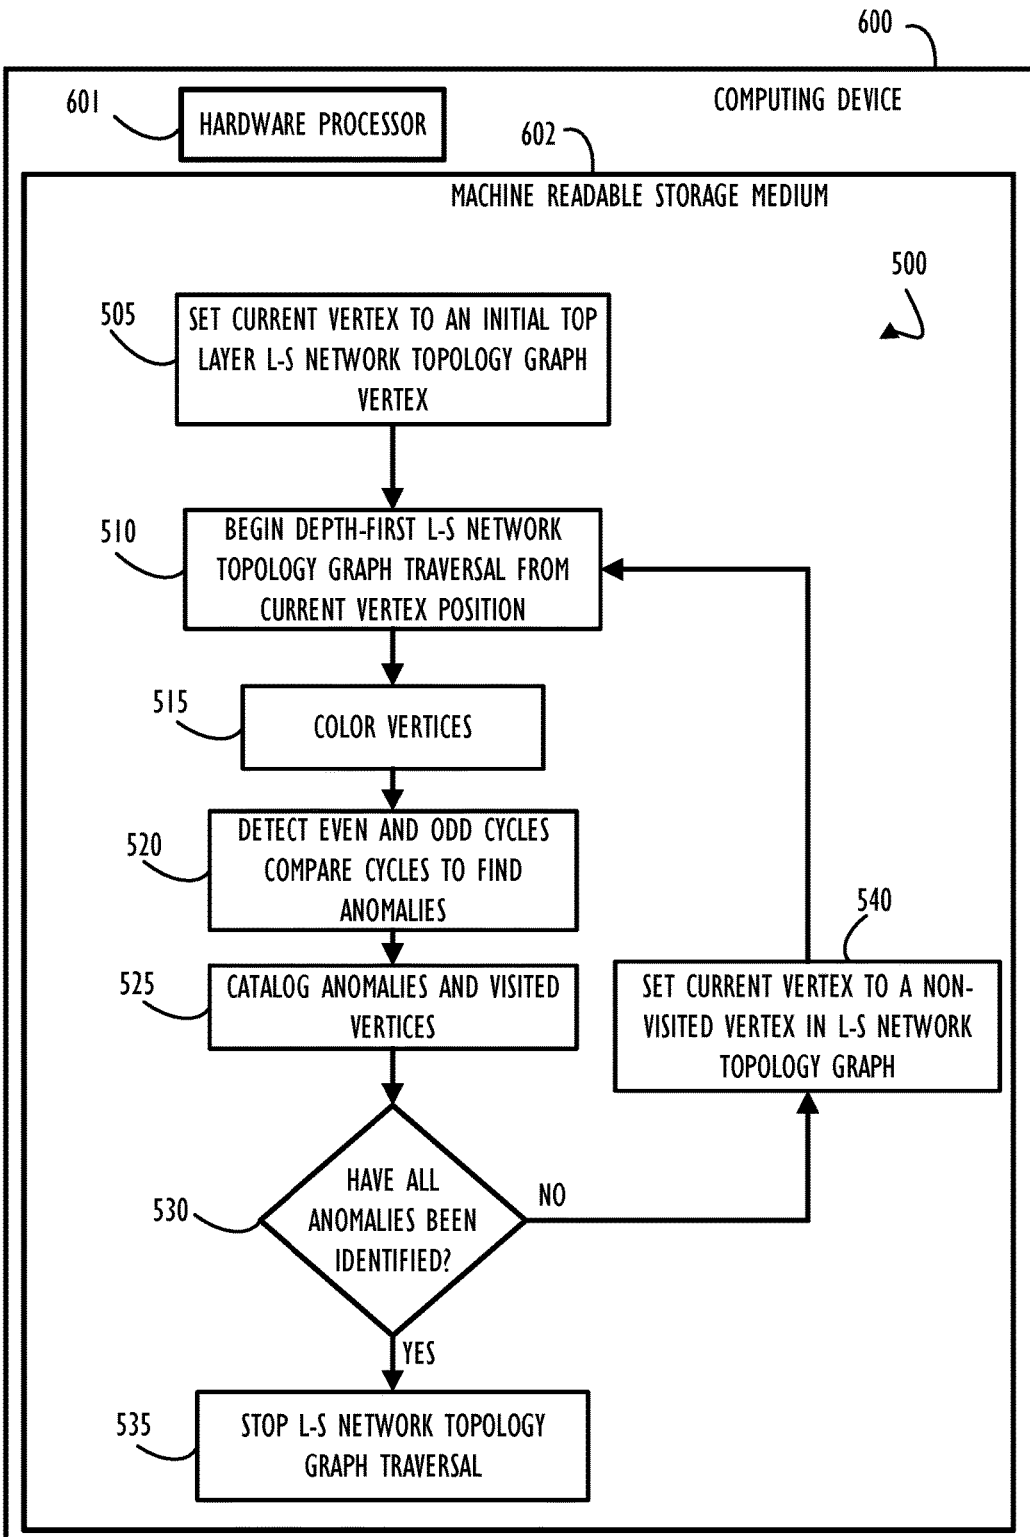 600
601
HARDWARE PROCESSOR
COMPUTING DEVICE
602
MACHINE READABLE STORAGE MEDIUM
500
505
SET CURRENT VERTEX TO AN INITIAL TOP
LAYER L-S NETWORK TOPOLOGY GRAPH
VERTEX
510
BEGIN DEPTH-FIRST L-S NETWORK
TOPOLOGY GRAPH TRAVERSAL FROM
CURRENT VERTEX POSITION
515
COLOR VERTICES
520
DETECT EVEN AND ODD CYCLES
COMPARE CYCLES TO FIND
ANOMALIES
540
525
CATALOG ANOMALIES AND VISITED
VERTICES
SET CURRENT VERTEX TO A NON-
VISITED VERTEX IN L-S NETWORK
TOPOLOGY GRAPH
530
HAVE ALL
ANOMALIES BEEN
IDENTIFIED?
NO
YES
535
STOP L-S NETWORK TOPOLOGY
GRAPH TRAVERSAL